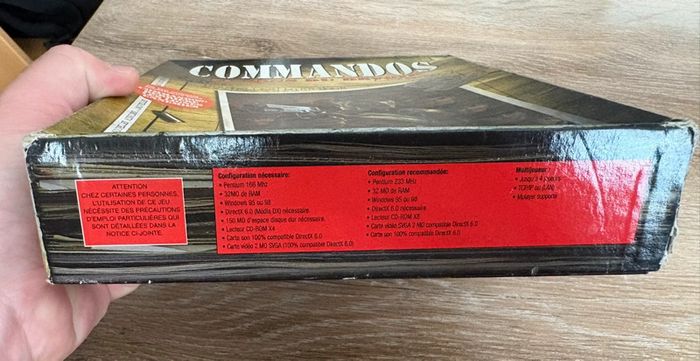 COMMANDOS
ATTENTION
CHEZ CERTAINES PERSONNES,
L'UTILISATION DE CE JEU
NÉCESSITE DES PRÉCAUTIONS
D'EMPLOI PARTICULIÈRES QUI
SONT DÉTAILLÉES DANS LA
NOTICE CI-JOINTE.
Configuration nécessaire:
• Pentium 166 Mhz
• 32MO de RAM
• Windows 95 ou 98
• DirectX 6.0 (Média DX) nécessaire
• 150 MO d'espace disque dur nécessaire.
• Lecteur CD-ROM X4
• Carte son 100% compatible DirectX 6.0
• Carte vidéo 2 MO SVGA (100% compatible DirectX 6.0)
Configuration recommandée:
• Pentium 233 MHz
• 32 MO de RAM
• Windows 95 ou 98
• DirectX 6.0 nécessaire
• Lecteur CD-ROM X8
• Carte vidéo SVGA 2 MO compatible DirectX 6.0
• Carte son 100% compatible DirectX 6.0
Multijoueur:
• Jusqu'à 4 joueurs
• TCP/IP ou (LAN)
• Mplayer supporté